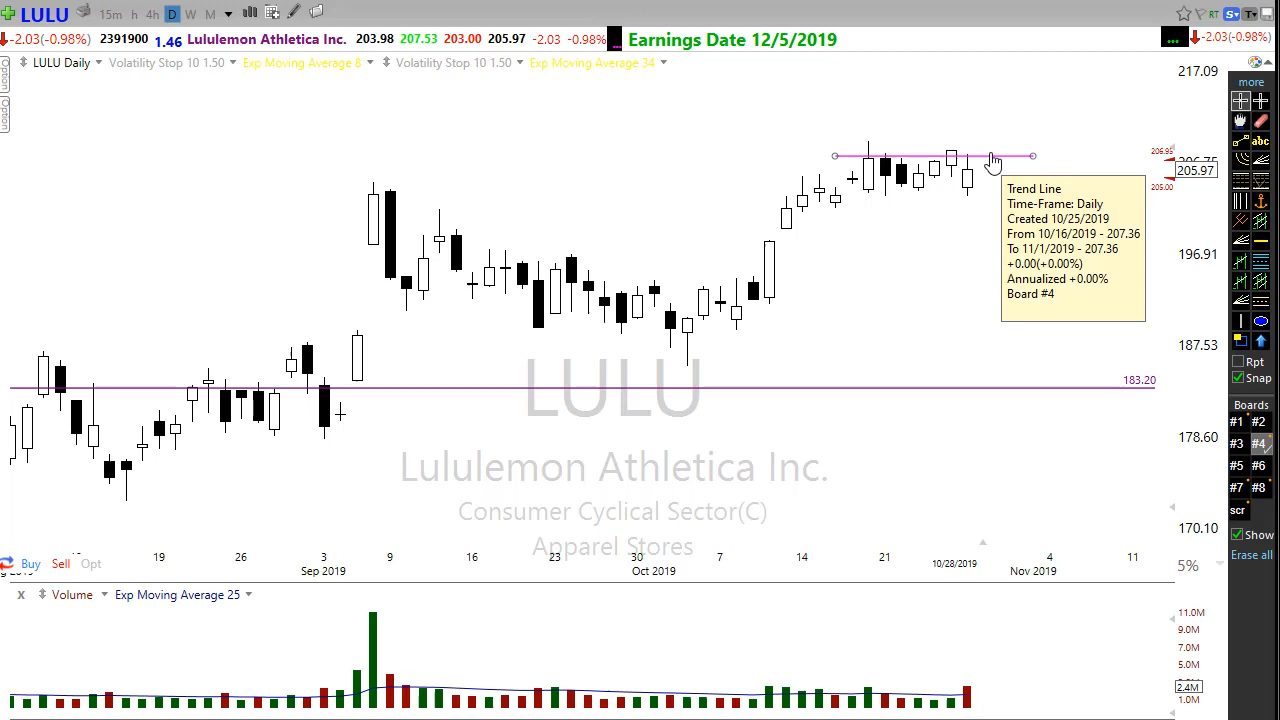 LULU 15m h 4h D W M RT S T
-2.03(-0.98%) 2391900 1.46 Lululemon Athletica Inc. 203.98 207.53 203.00 205.97 -2.03 -0.98% ... Earnings Date 12/5/2019 ... -2.03(-0.98%)
LULU Daily Volatility Stop 10 1.50 Exp Moving Average 8 Volatility Stop 10 1.50 Exp Moving Average 34
Option
Option
217.09
206.95
205.97
205.00
196.91
187.53
183.20
178.60
170.10
5%
Trend Line
Time-Frame: Daily
Created 10/25/2019
From 10/16/2019 - 207.36
To 11/1/2019 - 207.36
+0.00(+0.00%)
Annualized +0.00%
Board #4
LULU
Lululemon Athletica Inc.
Consumer Cyclical Sector(C)
Apparel Stores
19 26 3 9 16 23 30 7 14 21 10/28/2019 4 11
Sep 2019 Oct 2019 Nov 2019
Buy Sell Opt
x Volume Exp Moving Average 25
11.0M
9.0M
7.0M
5.0M
2.4M
1.0M
more
abc
Rpt
Snap
Boards
#1 #2
#3 #4
#5 #6
#7 #8
scr
Show
Erase all